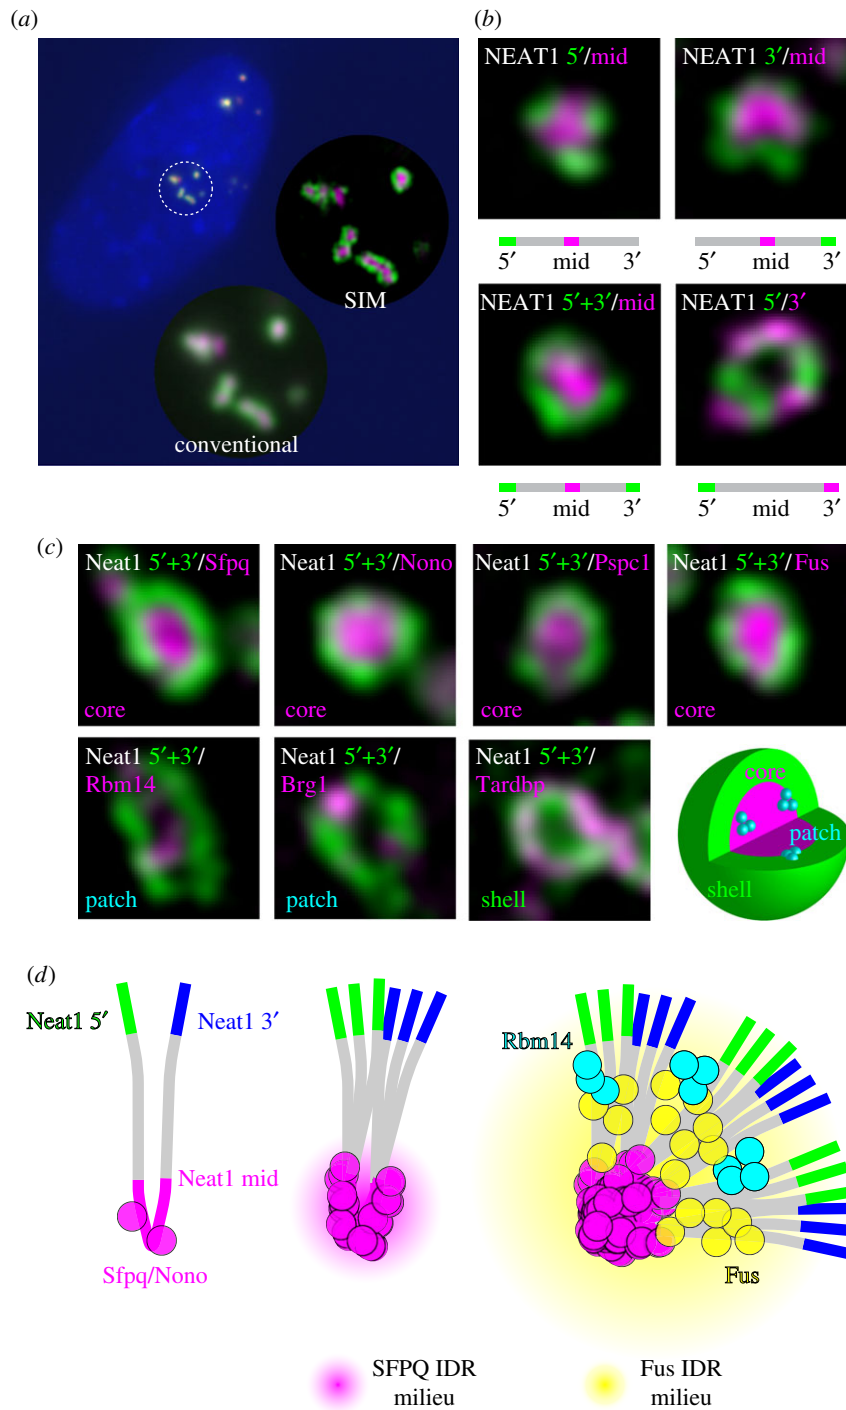 (a)
SIM
conventional
(b)
NEAT1 5′/mid
NEAT1 3′/mid
5′ mid 3′
5′ mid 3′
NEAT1 5′+3′/mid
NEAT1 5′/3′
5′ mid 3′
5′ mid 3′
(c)
Neat1 5′+3′/Sfpq
core
Neat1 5′+3′/Nono
core
Neat1 5′+3′/Pspc1
core
Neat1 5′+3′/Fus
core
Neat1 5′+3′/
Rbm14
patch
Neat1 5′+3′/
Brg1
patch
Neat1 5′+3′/
Tardbp
shell
core
patch
shell
(d)
Neat1 5′
Neat1 3′
Neat1 mid
Sfpq/Nono
Rbm14
Fus
SFPQ IDR
milieu
Fus IDR
milieu